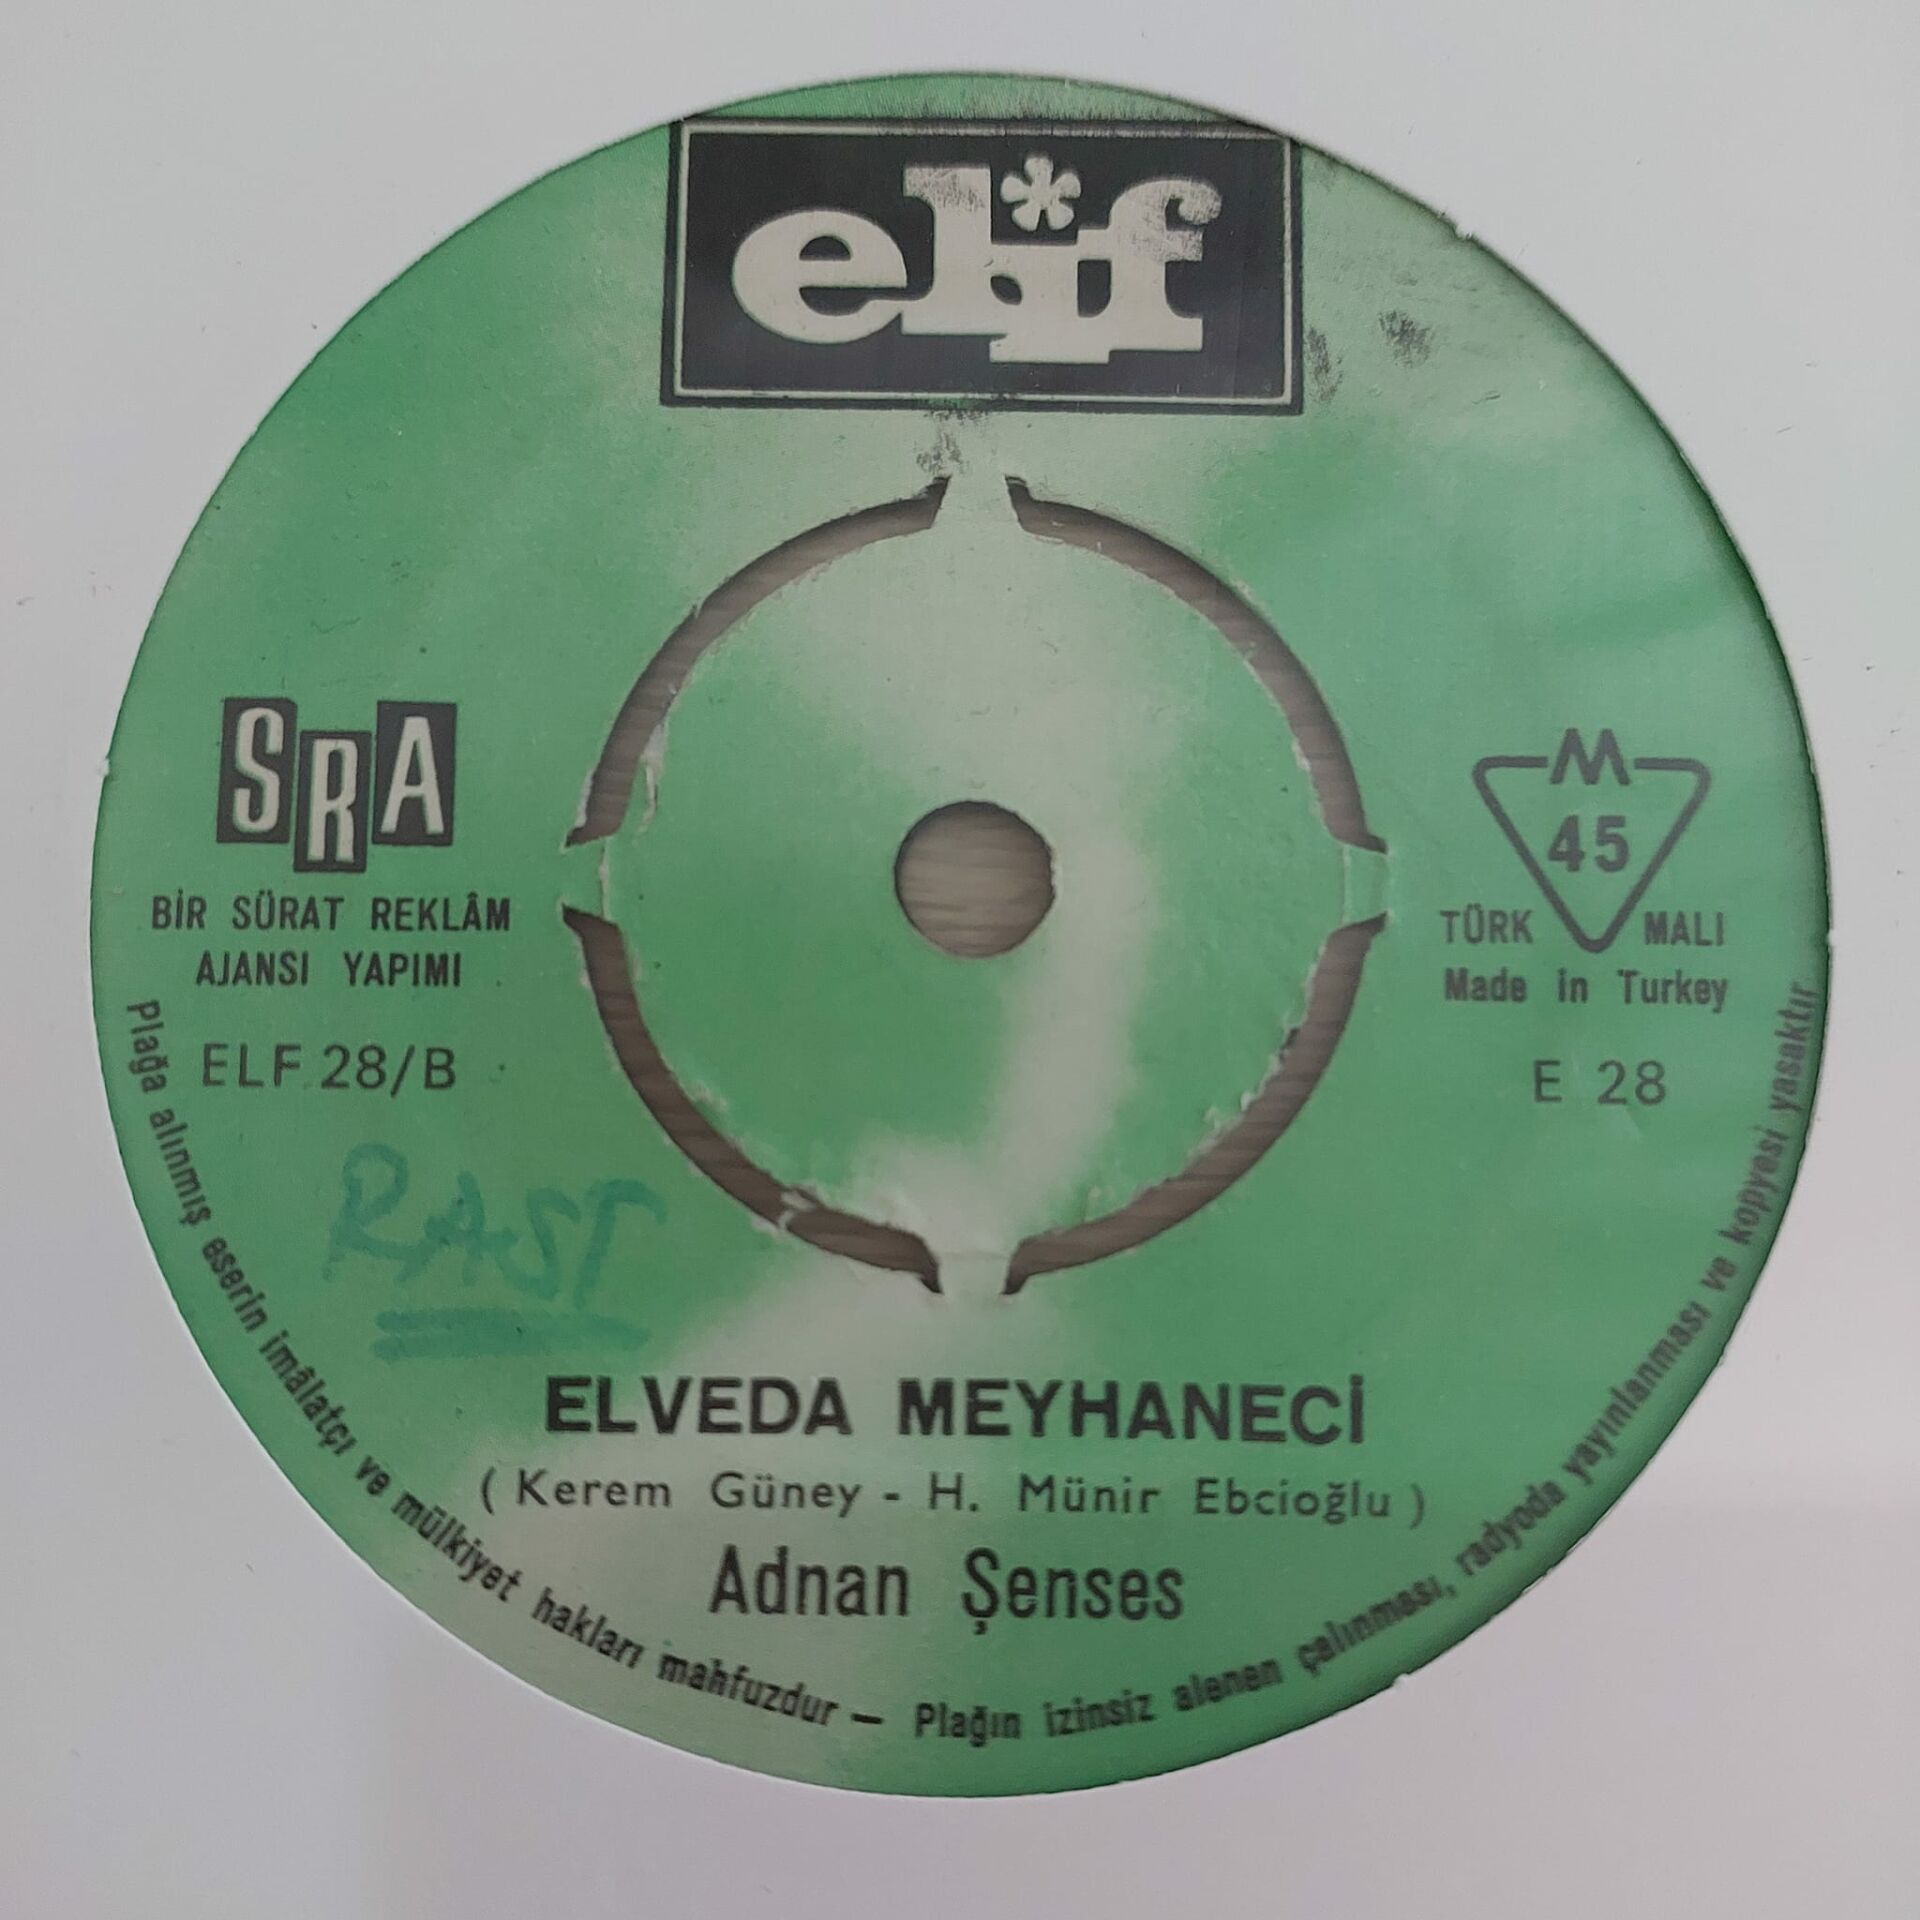 elif
SRA
BİR SÜRAT REKLÂM
AJANSI YAPIMI
ELF 28/B
M
45
TÜRK MALI
Made in Turkey
E 28
RAST
ELVEDA MEYHANECİ
( Kerem Güney - H. Münir Ebcioğlu )
Adnan Şenses
Plağa alınmış eserin imâlatçı ve mülkiyet hakları mahfuzdur — Plağın izinsiz alenen çalınması, radyoda yayınlanması ve kopyesi yasaktır